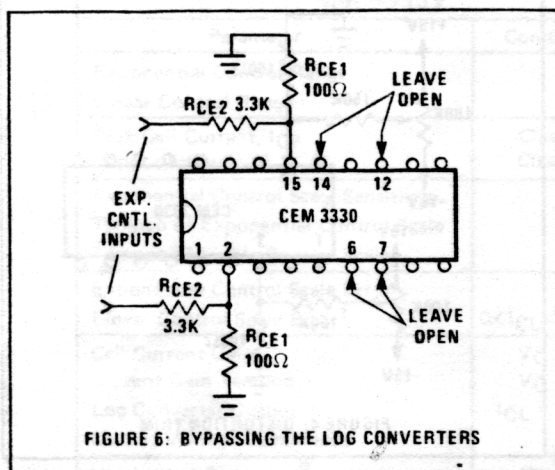 RCE1
100Ω
RCE2 3.3K
LEAVE
OPEN
15 14 12
EXP.
CNTL.
INPUTS
CEM 3330
1 2 6 7
RCE2
3.3K
RCE1
100Ω
LEAVE
OPEN
FIGURE 6: BYPASSING THE LOG CONVERTERS